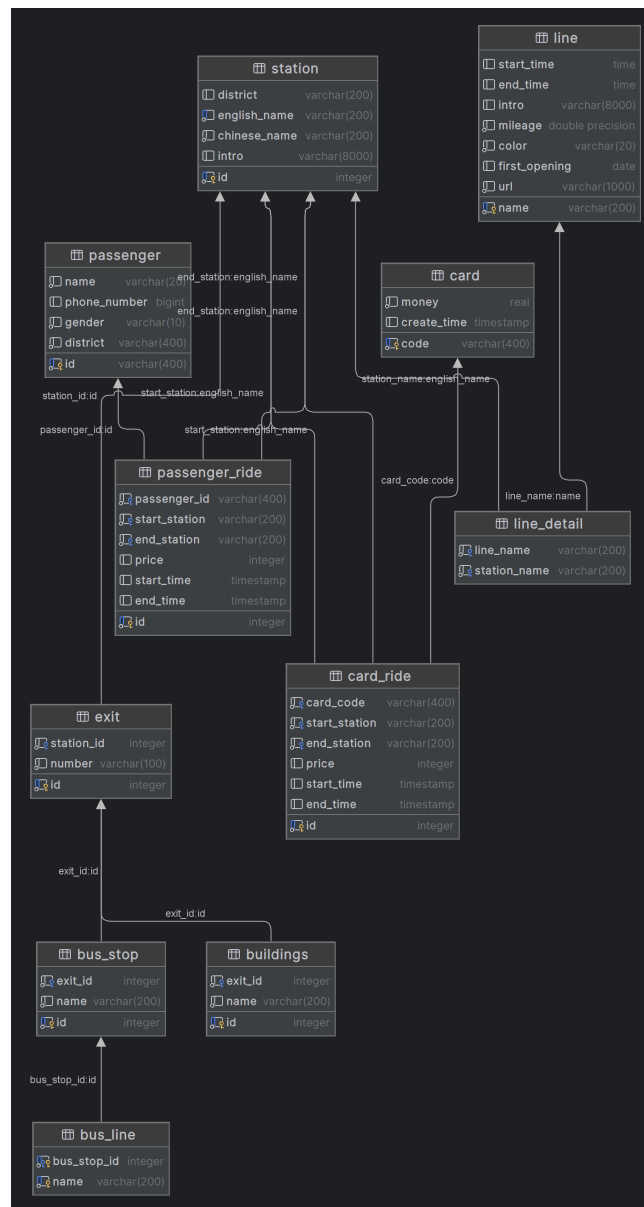 line
start_time time
end_time time
intro varchar(8000)
mileage double precision
color varchar(20)
first_opening date
url varchar(1000)
name varchar(200)
station
district varchar(200)
english_name varchar(200)
chinese_name varchar(200)
intro varchar(8000)
id integer
passenger
name varchar(20)
phone_number bigint
gender varchar(10)
district varchar(400)
id varchar(400)
card
money real
create_time timestamp
code varchar(400)
end_station:english_name
end_station:english_name
station_name:english_name
station_id:id
start_station:english_name
passenger_id:id
start_station:english_name
card_code:code
line_name:name
passenger_ride
passenger_id varchar(400)
start_station varchar(200)
end_station varchar(200)
price integer
start_time timestamp
end_time timestamp
id integer
line_detail
line_name varchar(200)
station_name varchar(200)
card_ride
card_code varchar(400)
start_station varchar(200)
end_station varchar(200)
price integer
start_time timestamp
end_time timestamp
id integer
exit
station_id integer
number varchar(100)
id integer
exit_id:id
exit_id:id
bus_stop
exit_id integer
name varchar(200)
id integer
buildings
exit_id integer
name varchar(200)
id integer
bus_stop_id:id
bus_line
bus_stop_id integer
name varchar(200)